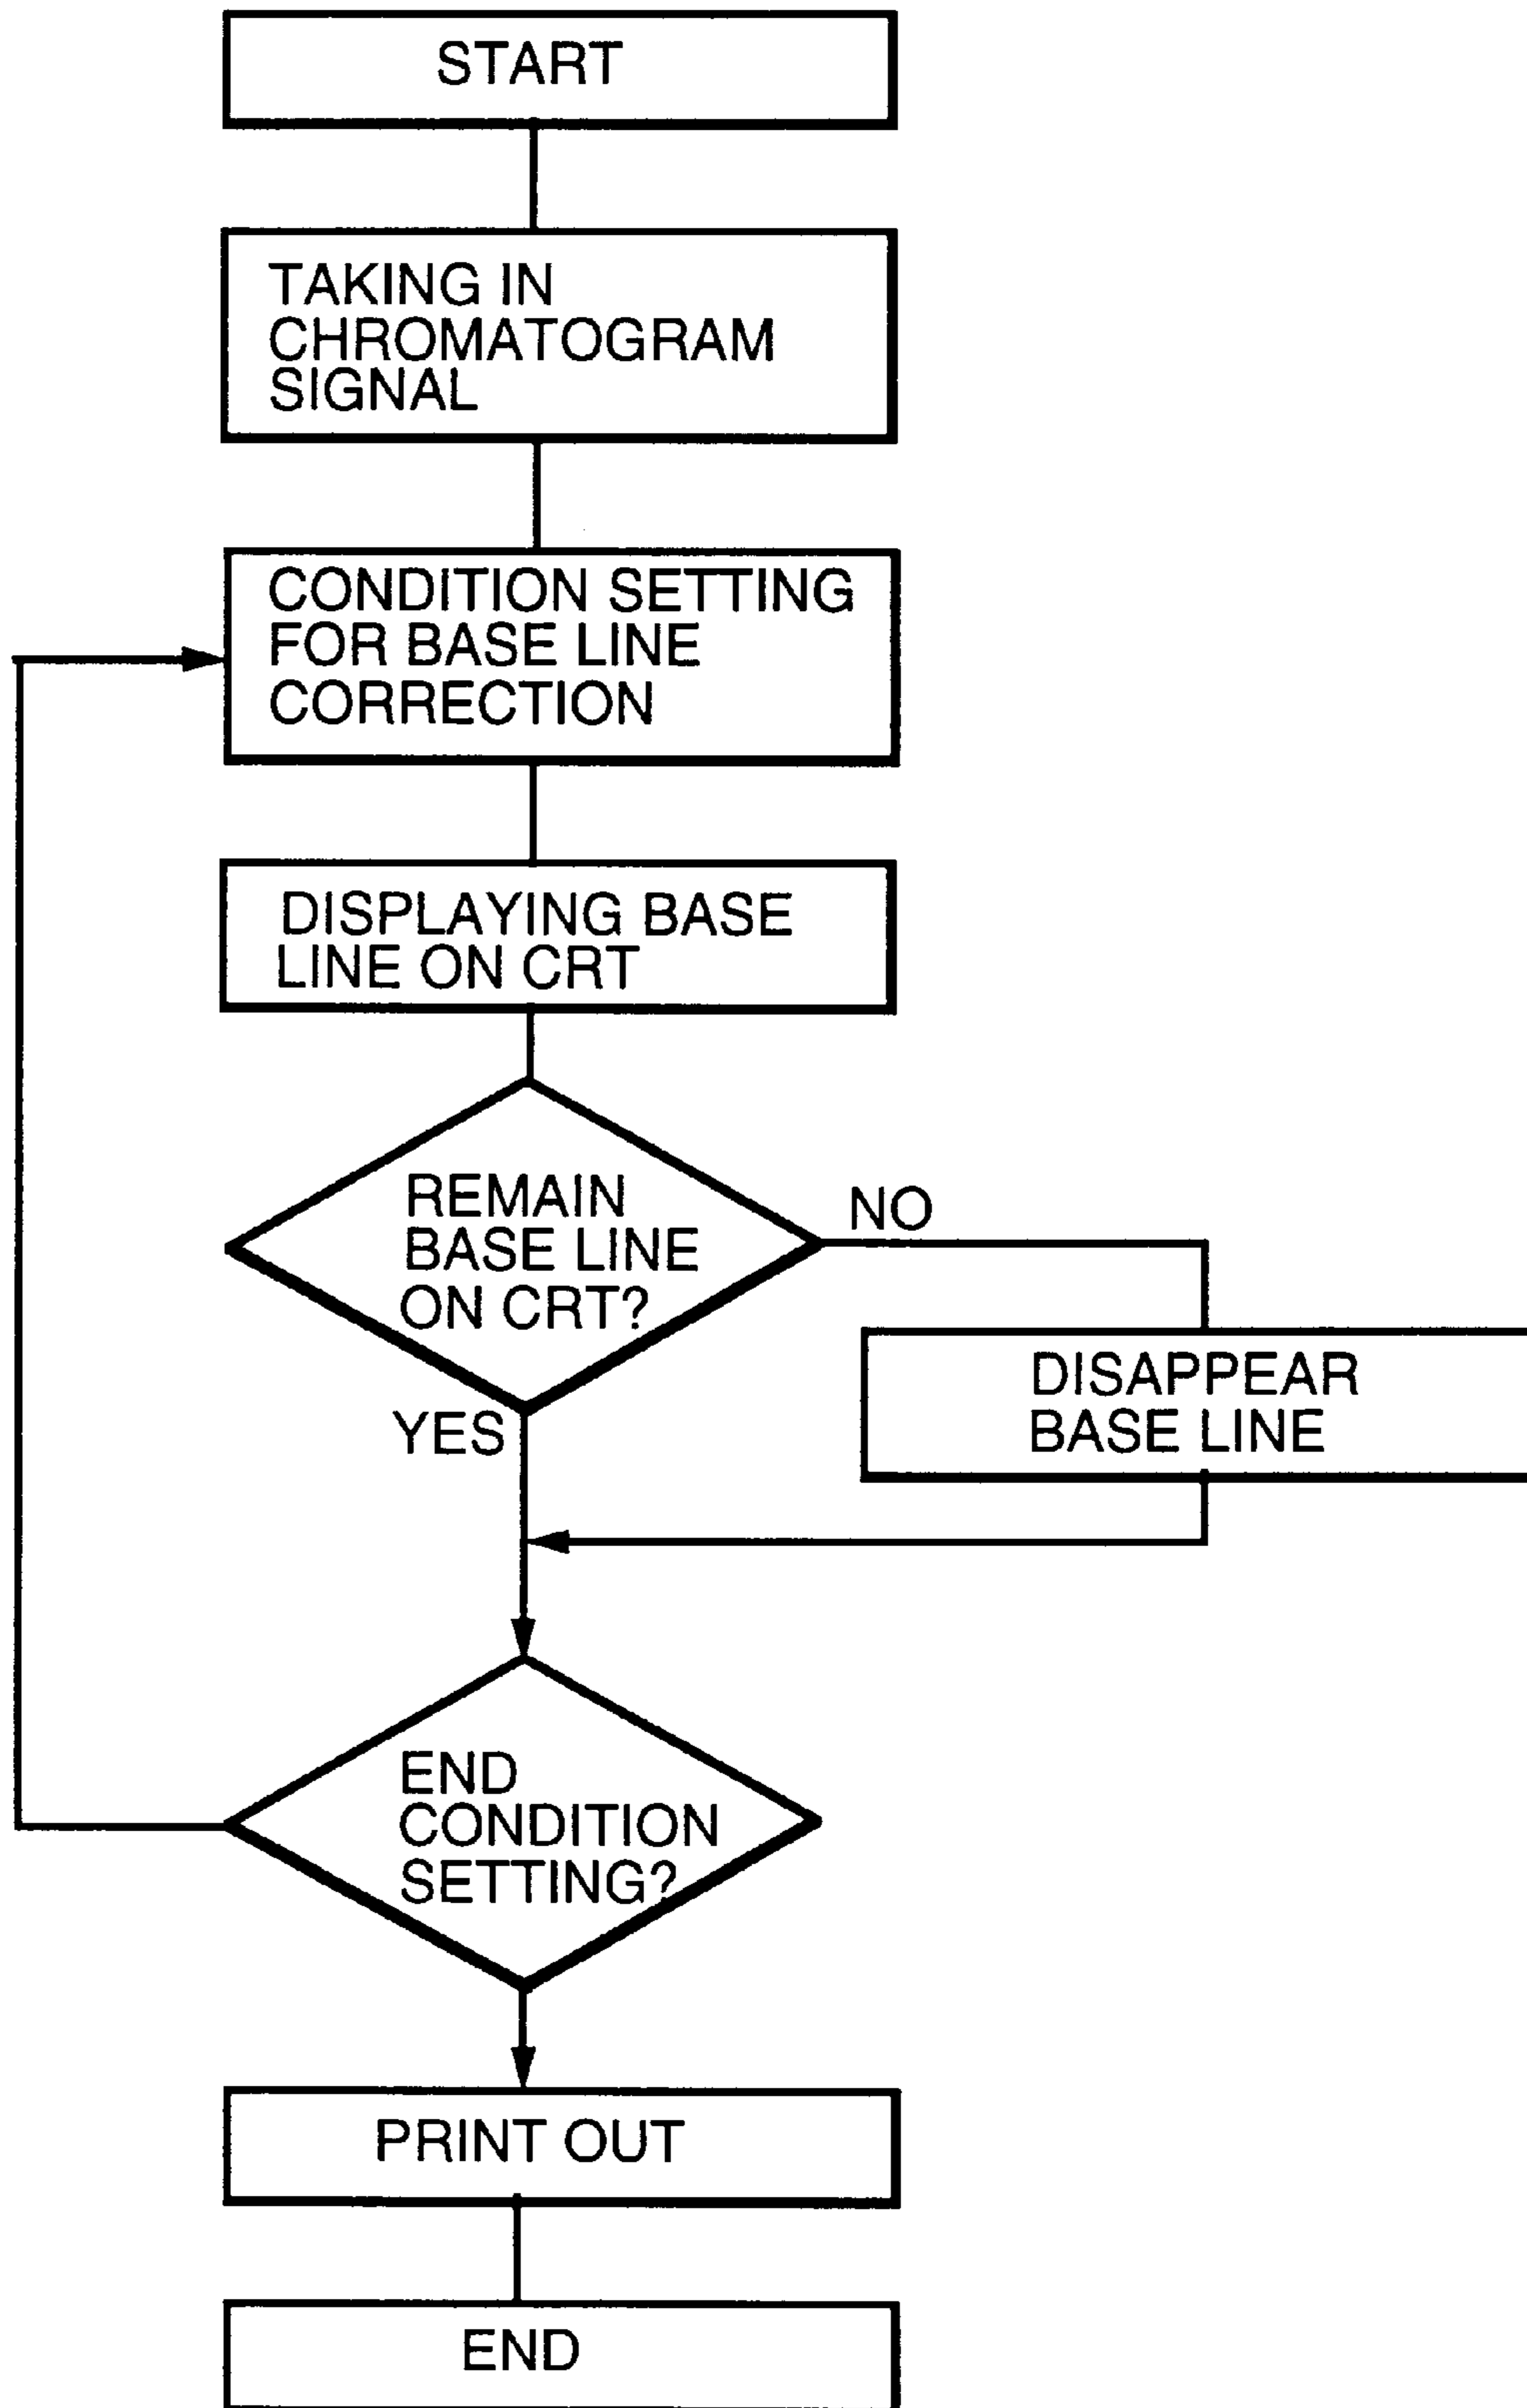 START
TAKING IN
CHROMATOGRAM
SIGNAL
CONDITION SETTING
FOR BASE LINE
CORRECTION
DISPLAYING BASE
LINE ON CRT
REMAIN
BASE LINE
ON CRT?
NO
YES
DISAPPEAR
BASE LINE
END
CONDITION
SETTING?
PRINT OUT
END